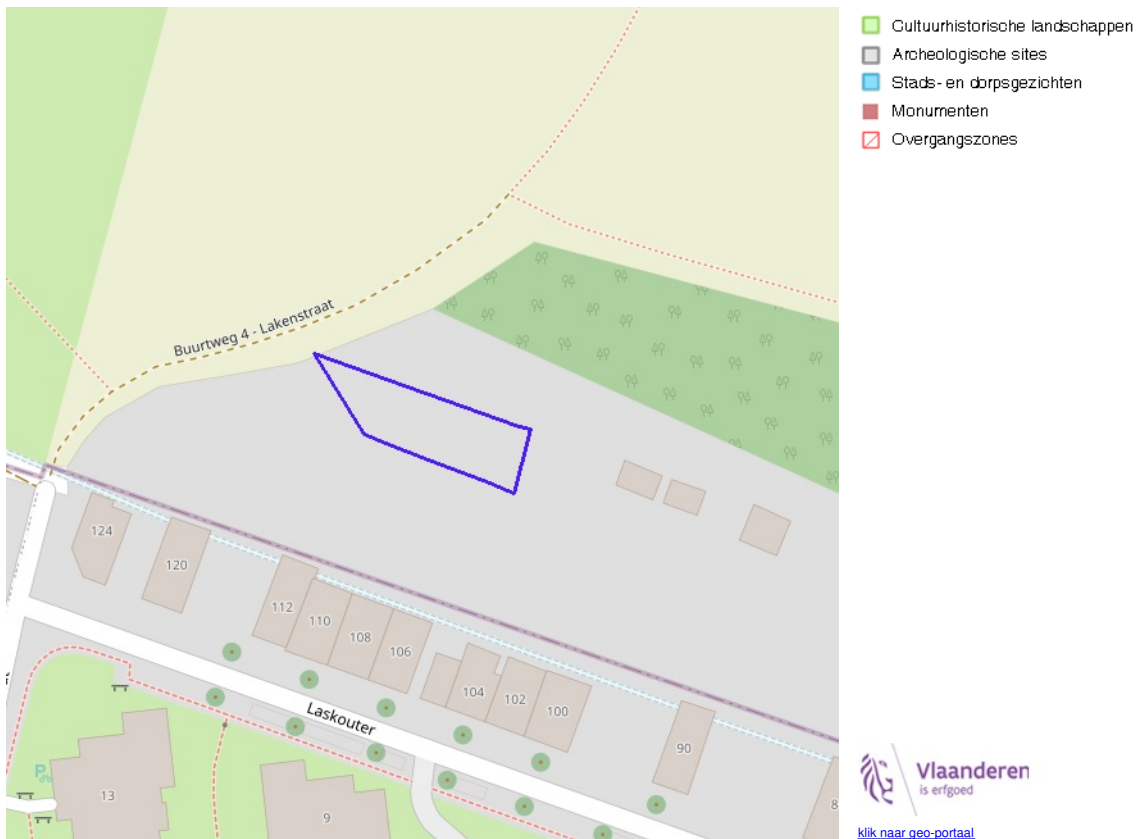 Cultuurhistorische landschappen
Archeologische sites
Stads- en dorpsgezichten
Monumenten
Overgangszones
Buurtweg 4 - Lakenstraat
124
120
112
110
108
106
104
102
100
90
Laskouter
P
13
9
8
Vlaanderen
is erfgoed
klik naar geo-portaal